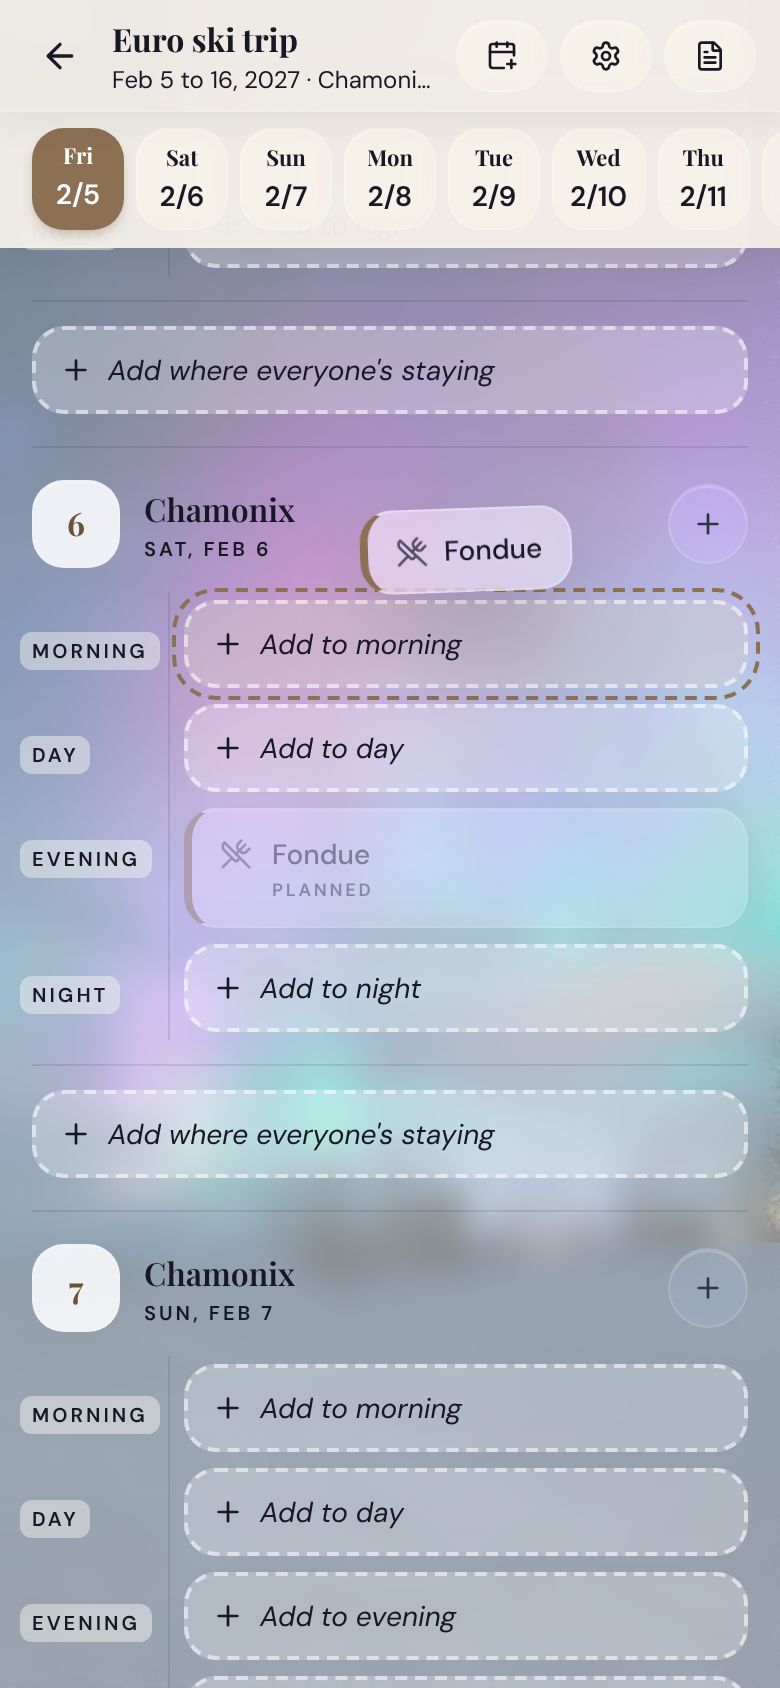 Euro ski trip
Feb 5 to 16, 2027 · Chamoni...
Fri
2/5
Sat
2/6
Sun
2/7
Mon
2/8
Tue
2/9
Wed
2/10
Thu
2/11
Add to night
Add where everyone's staying
6
Chamonix
SAT, FEB 6
Fondue
MORNING
Add to morning
DAY
Add to day
EVENING
Fondue
PLANNED
NIGHT
Add to night
Add where everyone's staying
7
Chamonix
SUN, FEB 7
MORNING
Add to morning
DAY
Add to day
EVENING
Add to evening